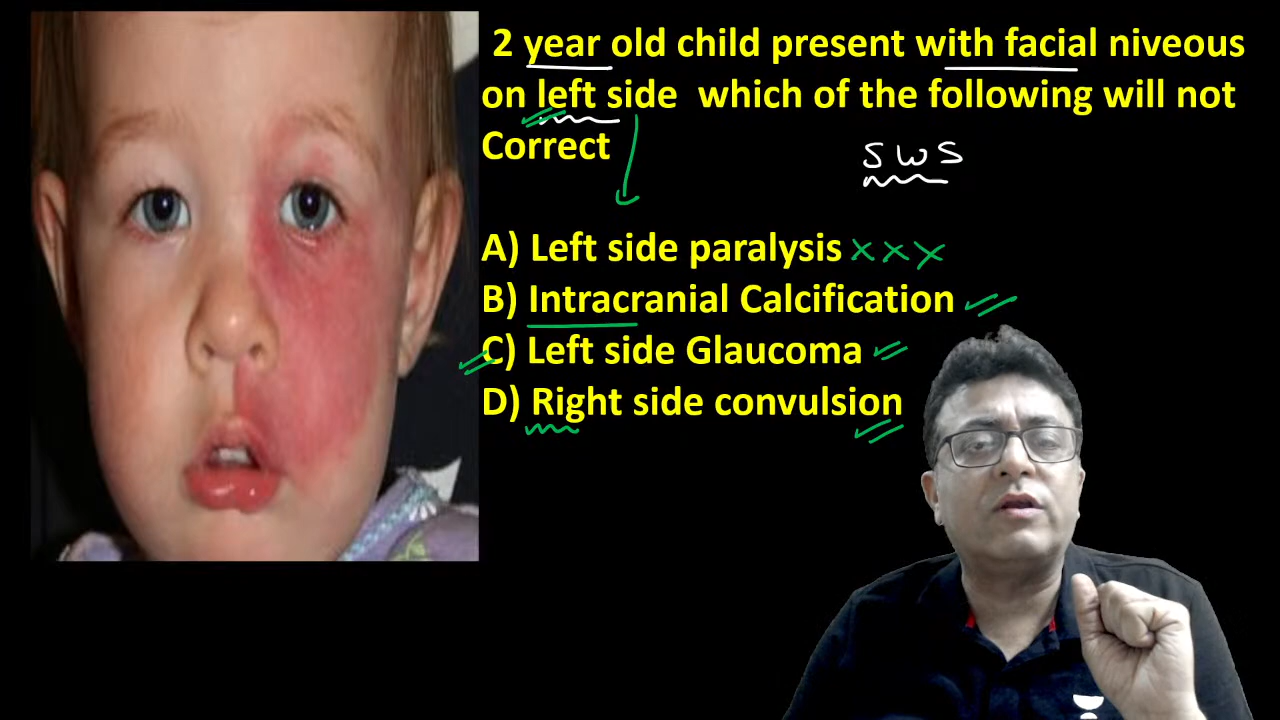 2 year old child present with facial niveous
on left side which of the following will not
Correct
SWS
A) Left side paralysis xxx
B) Intracranial Calcification
C) Left side Glaucoma
D) Right side convulsion